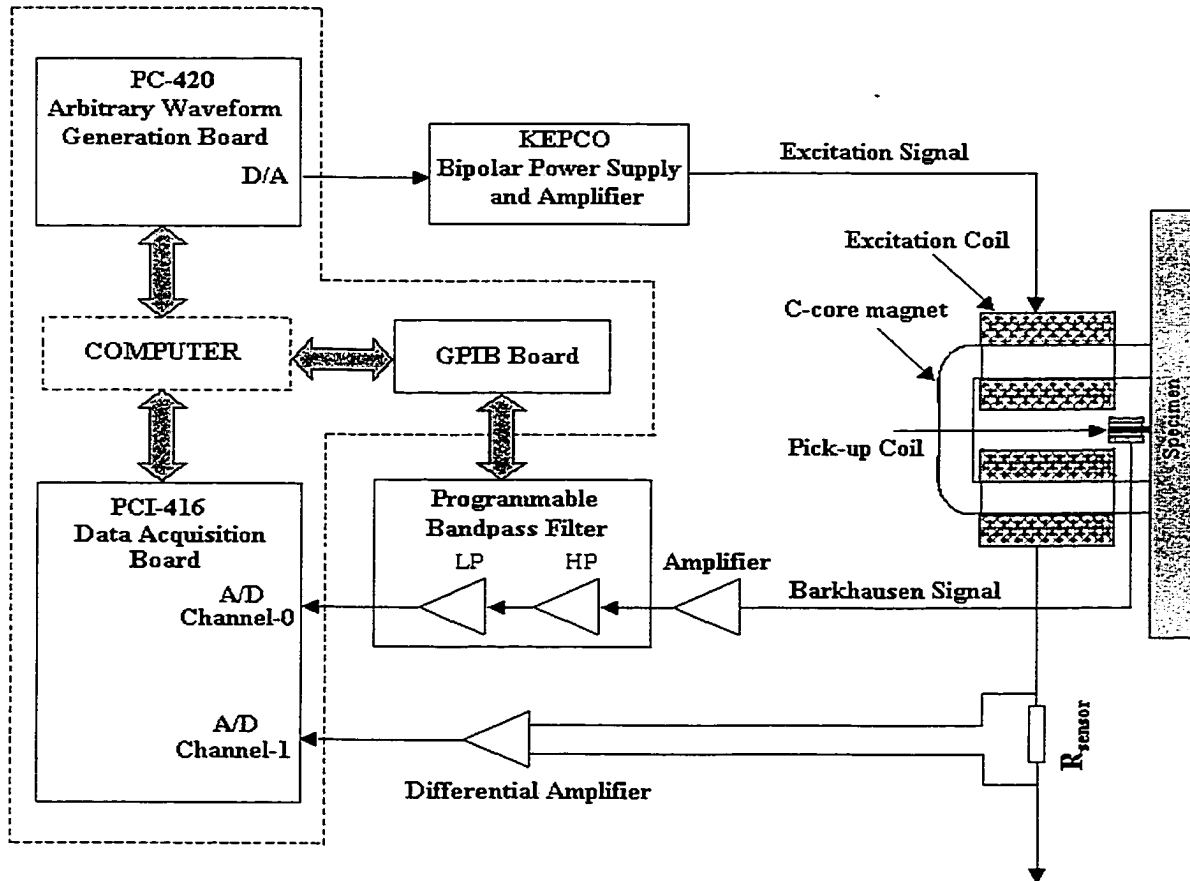 PC-420
Arbitrary Waveform
Generation Board
D/A
KEPCO
Bipolar Power Supply
and Amplifier
Excitation Signal
Excitation Coil
C-core magnet
COMPUTER
GPIB Board
Pick-up Coil
Specimen
PCI-416
Data Acquisition
Board
Programmable
Bandpass Filter
LP
HP
Amplifier
A/D
Channel-0
Barkhausen Signal
A/D
Channel-1
Differential Amplifier
Rsensor